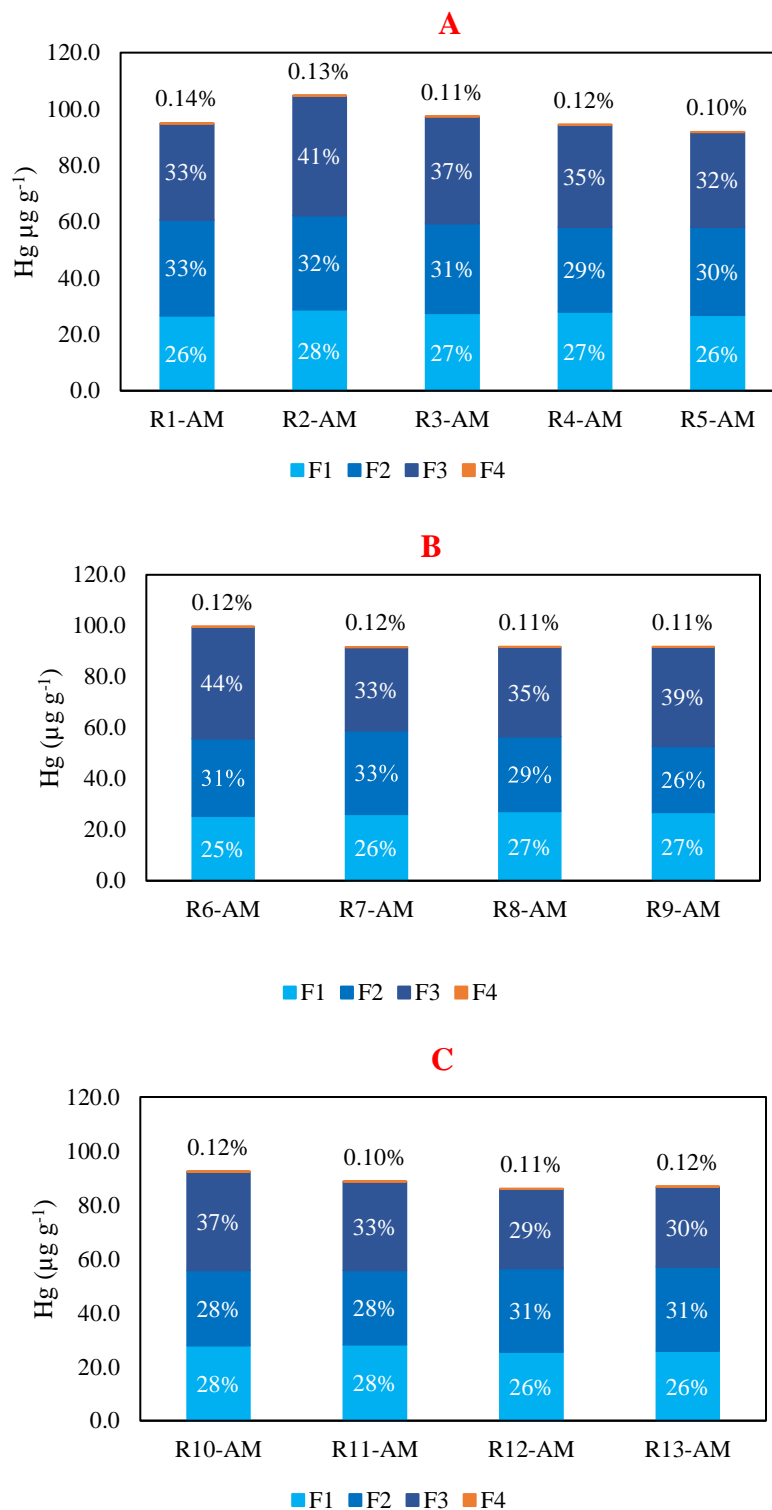 A
120.0
100.0
80.0
60.0
40.0
20.0
0.0
Hg µg g-1)
0.14% 0.13% 0.11% 0.12% 0.10%
33% 41% 37% 35% 32%
33% 32% 31% 29% 30%
26% 28% 27% 27% 26%
R1-AM R2-AM R3-AM R4-AM R5-AM
F1 F2 F3 F4
B
120.0
100.0
80.0
60.0
40.0
20.0
0.0
Hg (µg g-1)
0.12% 0.12% 0.11% 0.11%
44% 33% 35% 39%
31% 33% 29% 26%
25% 26% 27% 27%
R6-AM R7-AM R8-AM R9-AM
F1 F2 F3 F4
C
120.0
100.0
80.0
60.0
40.0
20.0
0.0
Hg (µg g-1)
0.12% 0.10% 0.11% 0.12%
37% 33% 29% 30%
28% 28% 31% 31%
28% 28% 26% 26%
R10-AM R11-AM R12-AM R13-AM
F1 F2 F3 F4